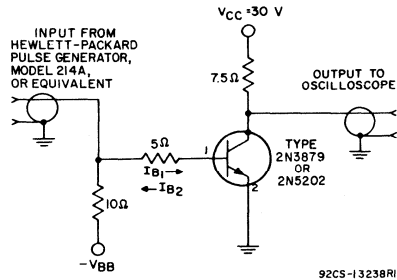 VCC = 30 V
INPUT FROM
HEWLETT-PACKARD
PULSE GENERATOR,
MODEL 214A,
OR EQUIVALENT
7.5Ω
OUTPUT TO
OSCILLOSCOPE
5Ω
1
TYPE
2N3879
OR
2N5202
IB1
IB2
2
10Ω
-VBB
92CS-13238RI